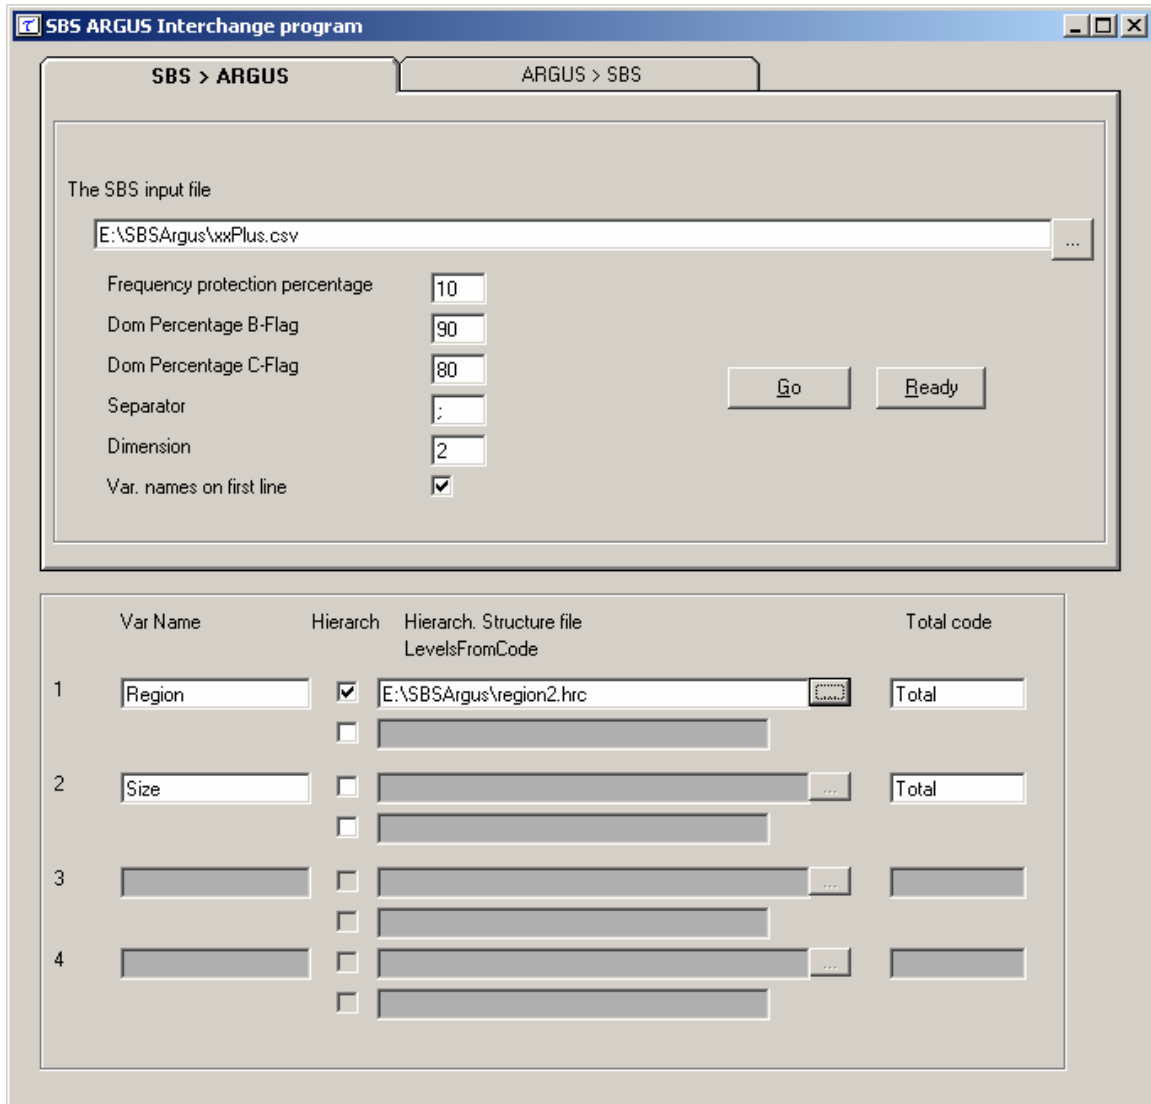 SBS ARGUS Interchange program
SBS > ARGUS ARGUS > SBS
The SBS input file
E:\SBSArgus\xxPlus.csv ...
Frequency protection percentage 10
Dom Percentage B-Flag 90
Dom Percentage C-Flag 80
Go Ready
Separator ;
Dimension 2
Var. names on first line
Var Name Hierarch Hierarch. Structure file Total code
LevelsFromCode
1 Region E:\SBSArgus\region2.hrc ... Total
2 Size ... Total
3 ...
4 ...